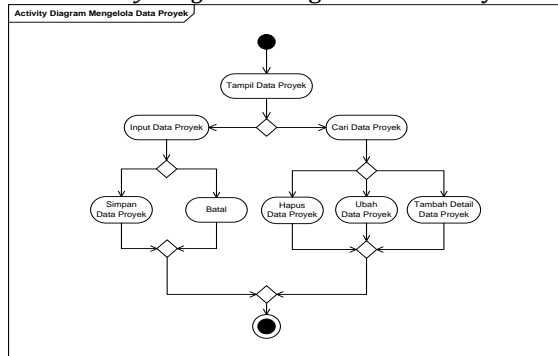 Activity Diagram Mengelola Data Proyek
Tampil Data Proyek
Input Data Proyek
Cari Data Proyek
Simpan
Data Proyek
Batal
Hapus
Data Proyek
Ubah
Data Proyek
Tambah Detail
Data Proyek